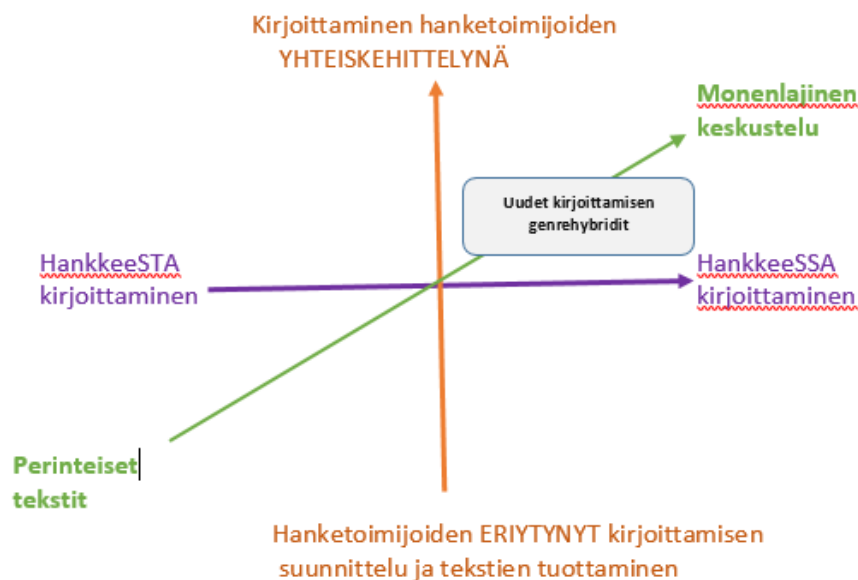 Kirjoittaminen hanketoimijoiden
YHTEISKEHITTELYNÄ
Monenlajinen
keskustelu
Uudet kirjoittamisen
genrehybridit
HankkeeSTA
kirjoittaminen
HankkeeSSA
kirjoittaminen
Perinteiset
tekstit
Hanketoimijoiden ERIYTYNYT kirjoittamisen
suunnittelu ja tekstien tuottaminen